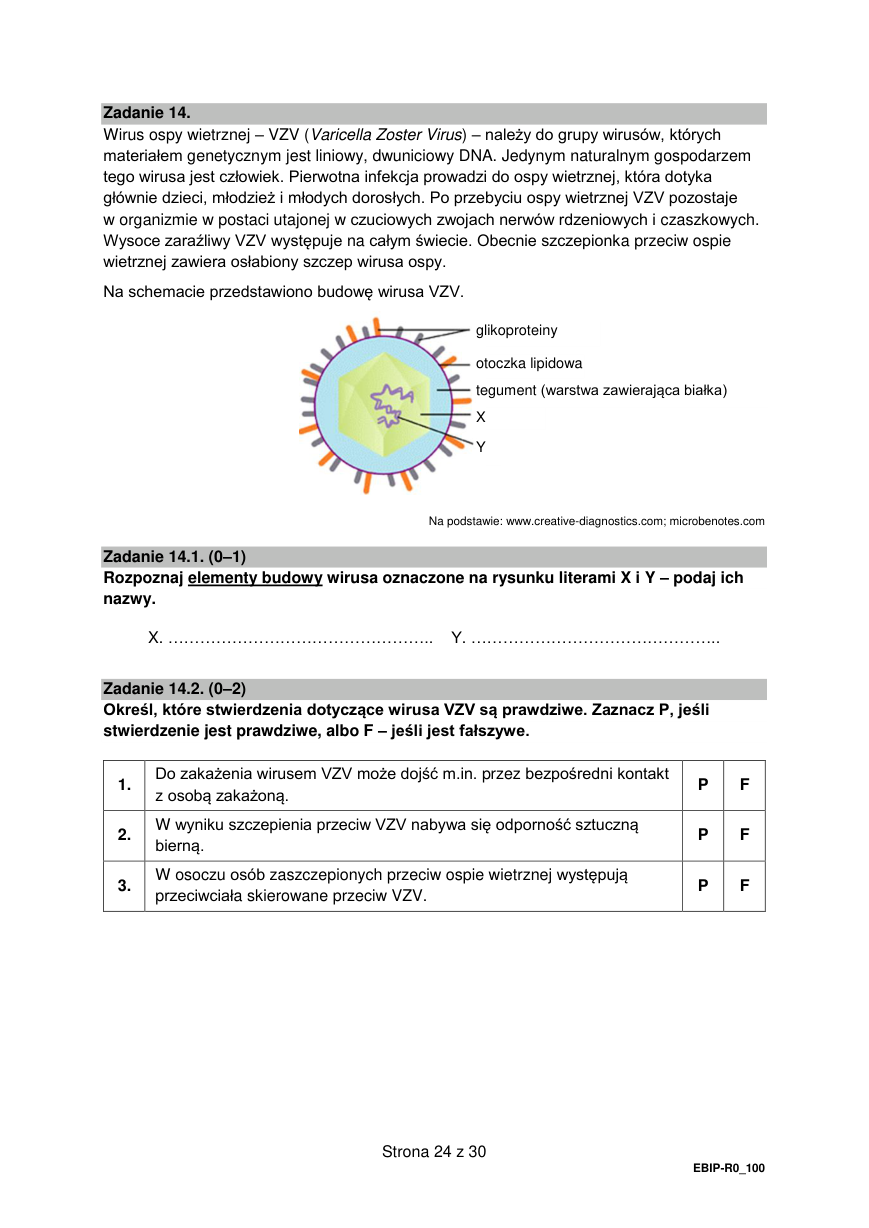 Zadanie 14.
Wirus ospy wietrznej – VZV (Varicella Zoster Virus) – należy do grupy wirusów, których
materiałem genetycznym jest liniowy, dwuniciowy DNA. Jedynym naturalnym gospodarzem
tego wirusa jest człowiek. Pierwotna infekcja prowadzi do ospy wietrznej, która dotyka
głównie dzieci, młodzież i młodych dorosłych. Po przebyciu ospy wietrznej VZV pozostaje
w organizmie w postaci utajonej w czuciowych zwojach nerwów rdzeniowych i czaszkowych.
Wysoce zaraźliwy VZV występuje na całym świecie. Obecnie szczepionka przeciw ospie
wietrznej zawiera osłabiony szczep wirusa ospy.
Na schemacie przedstawiono budowę wirusa VZV.
glikoproteiny
otoczka lipidowa
tegument (warstwa zawierająca białka)
X
Y
Na podstawie: www.creative-diagnostics.com; microbenotes.com
Zadanie 14.1. (0–1)
Rozpoznaj elementy budowy wirusa oznaczone na rysunku literami X i Y – podaj ich
nazwy.
X. ………………………………………….. Y. ………………………………………..
Zadanie 14.2. (0–2)
Określ, które stwierdzenia dotyczące wirusa VZV są prawdziwe. Zaznacz P, jeśli
stwierdzenie jest prawdziwe, albo F – jeśli jest fałszywe.
1. Do zakażenia wirusem VZV może dojść m.in. przez bezpośredni kontakt
z osobą zakażoną. P F
2. W wyniku szczepienia przeciw VZV nabywa się odporność sztuczną
bierną. P F
3. W osoczu osób zaszczepionych przeciw ospie wietrznej występują
przeciwciała skierowane przeciw VZV. P F
Strona 24 z 30
EBIP-R0_100